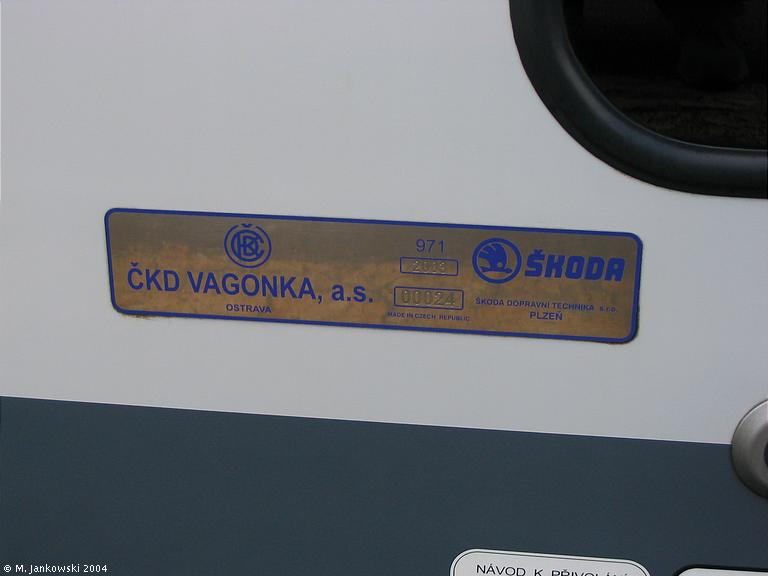 ČKD VAGONKA, a.s.
OSTRAVA
971
2003
00024
MADE IN CZECH REPUBLIC
ŠKODA
ŠKODA DOPRAVNÍ TECHNIKA s.r.o.
PLZEŇ
NÁVOD K
© M. Jankowski 2004